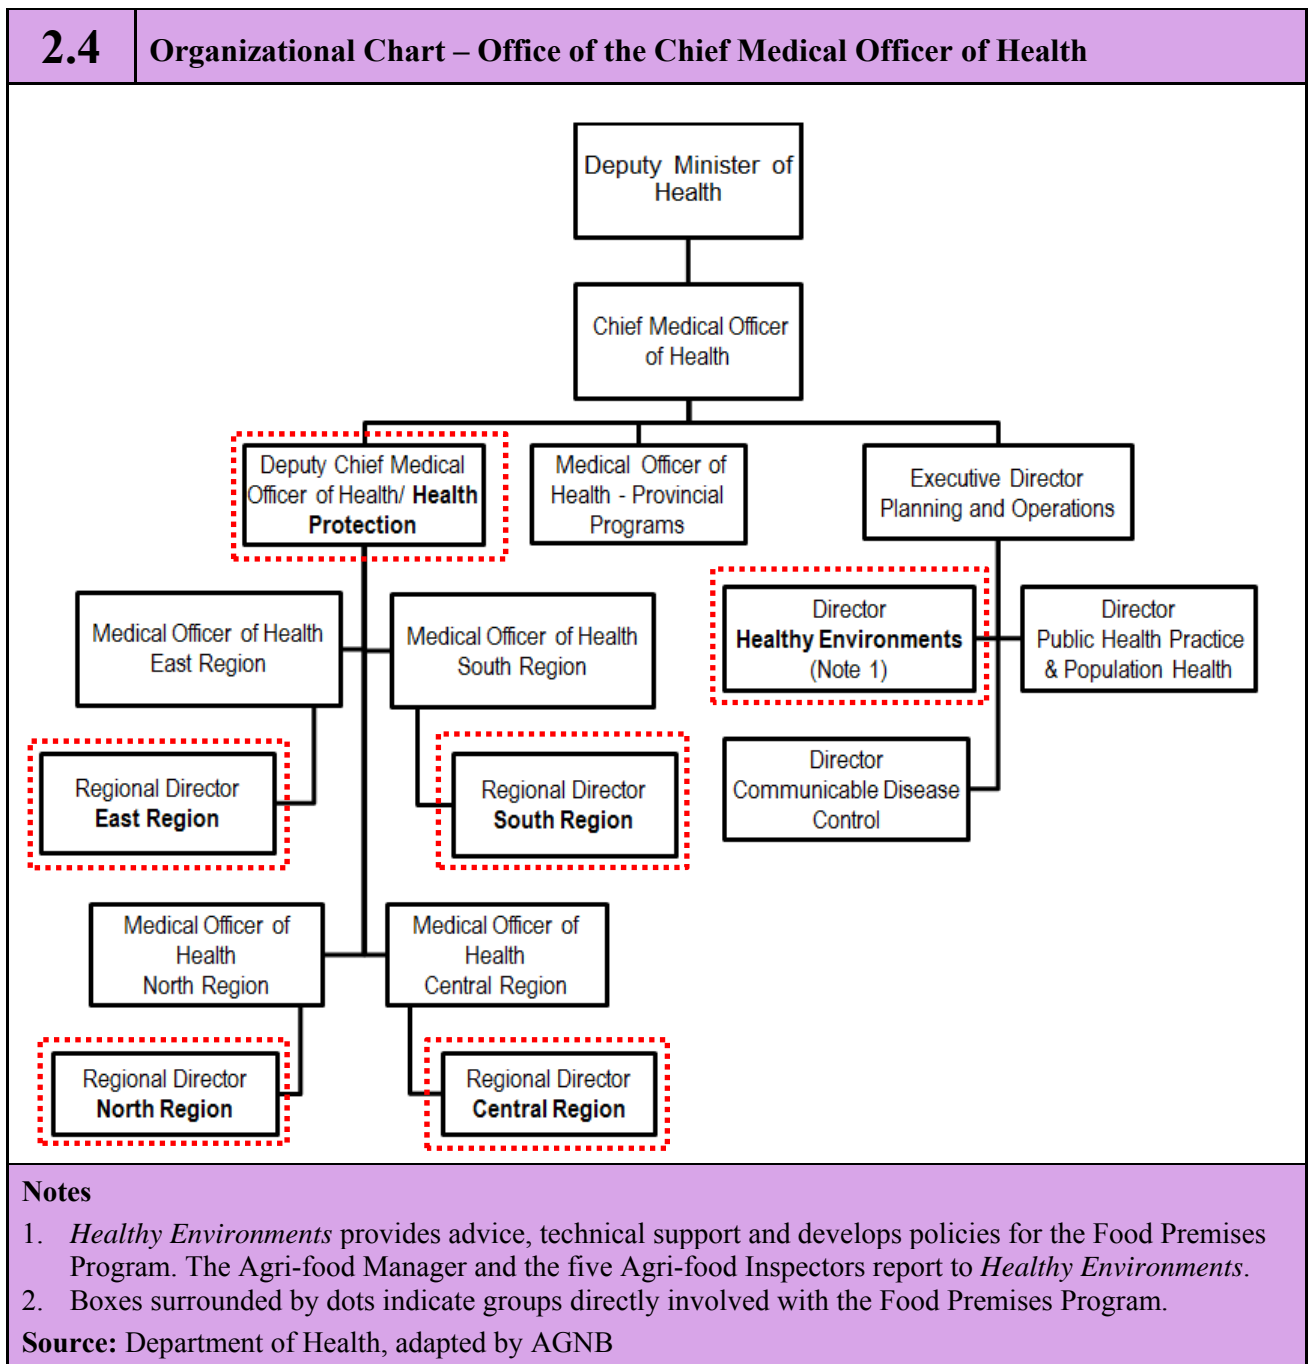 2.4
Organizational Chart – Office of the Chief Medical Officer of Health
Deputy Minister of
Health
Chief Medical Officer
of Health
Deputy Chief Medical
Officer of Health/ Health
Protection
Medical Officer of
Health - Provincial
Programs
Executive Director
Planning and Operations
Medical Officer of Health
East Region
Medical Officer of Health
South Region
Director
Healthy Environments
(Note 1)
Director
Public Health Practice
& Population Health
Regional Director
East Region
Regional Director
South Region
Director
Communicable Disease
Control
Medical Officer of
Health
North Region
Medical Officer of
Health
Central Region
Regional Director
North Region
Regional Director
Central Region
Notes
1. Healthy Environments provides advice, technical support and develops policies for the Food Premises
Program. The Agri-food Manager and the five Agri-food Inspectors report to Healthy Environments.
2. Boxes surrounded by dots indicate groups directly involved with the Food Premises Program.
Source: Department of Health, adapted by AGNB